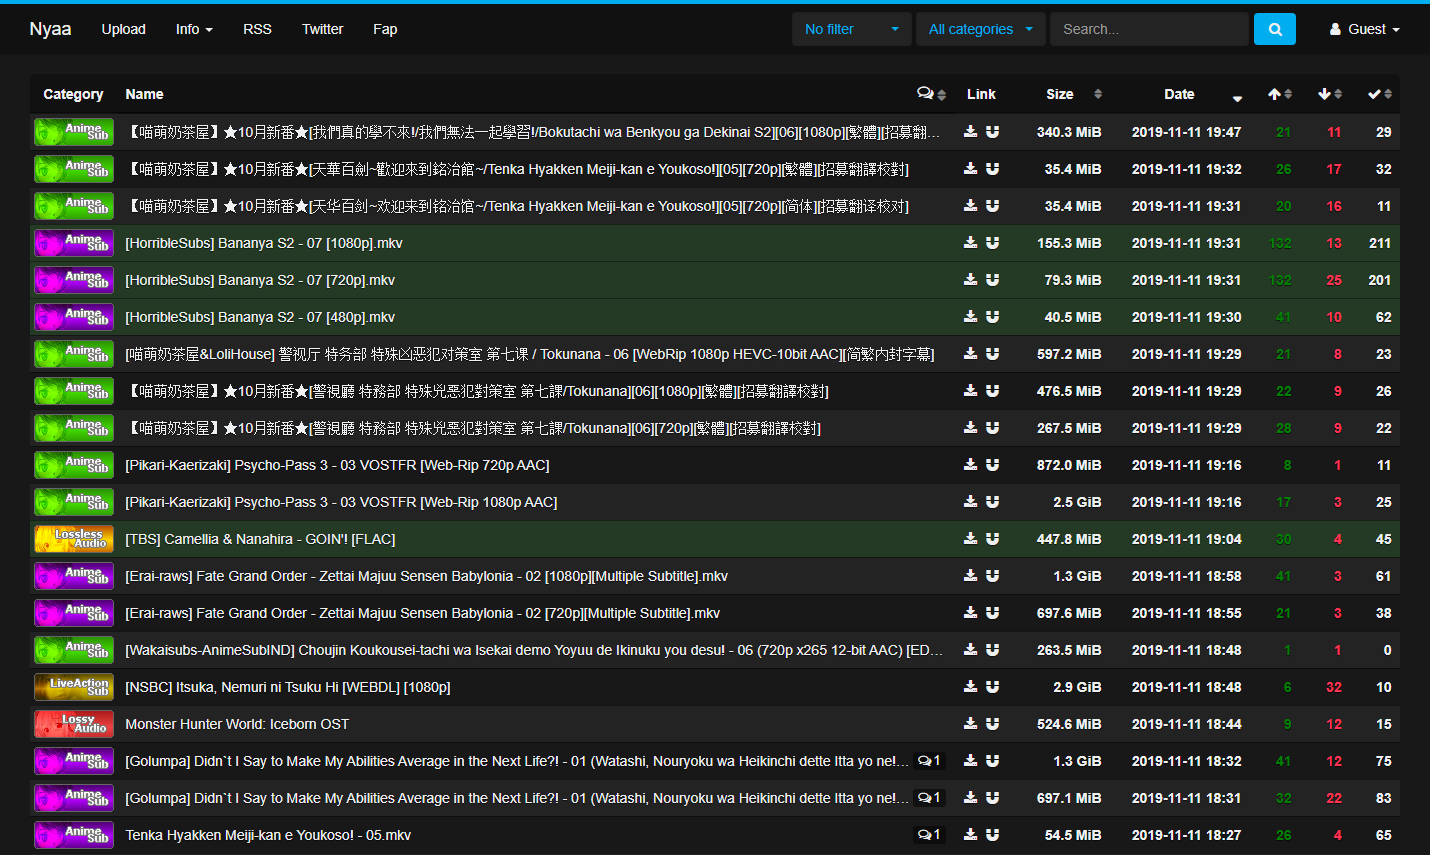 Nyaa Upload Info RSS Twitter Fap No filter All categories Search... Guest
Category Name Link Size Date
Anime Sub 【喵萌奶茶屋】★10月新番★[我們真的學不來!/我們無法一起學習!/Bokutachi wa Benkyou ga Dekinai S2][06][1080p][繁體][招募翻... 340.3 MiB 2019-11-11 19:47 21 11 29
Anime Sub 【喵萌奶茶屋】★10月新番★[天華百劍~歡迎來到銘治館~/Tenka Hyakken Meiji-kan e Youkoso!][05][720p][繁體][招募翻譯校對] 35.4 MiB 2019-11-11 19:32 26 17 32
Anime Sub 【喵萌奶茶屋】★10月新番★[天华百剑~欢迎来到铭治馆~/Tenka Hyakken Meiji-kan e Youkoso!][05][720p][简体][招募翻译校对] 35.4 MiB 2019-11-11 19:31 20 16 11
Anime Sub [HorribleSubs] Bananya S2 - 07 [1080p].mkv 155.3 MiB 2019-11-11 19:31 132 13 211
Anime Sub [HorribleSubs] Bananya S2 - 07 [720p].mkv 79.3 MiB 2019-11-11 19:31 132 25 201
Anime Sub [HorribleSubs] Bananya S2 - 07 [480p].mkv 40.5 MiB 2019-11-11 19:30 41 10 62
Anime Sub [喵萌奶茶屋&LoliHouse] 警视厅 特务部 特殊凶恶犯对策室 第七课 / Tokunana - 06 [WebRip 1080p HEVC-10bit AAC][简繁内封字幕] 597.2 MiB 2019-11-11 19:29 21 8 23
Anime Sub 【喵萌奶茶屋】★10月新番★[警視廳 特務部 特殊兇惡犯對策室 第七課/Tokunana][06][1080p][繁體][招募翻譯校對] 476.5 MiB 2019-11-11 19:29 22 9 26
Anime Sub 【喵萌奶茶屋】★10月新番★[警視廳 特務部 特殊兇惡犯對策室 第七課/Tokunana][06][720p][繁體][招募翻譯校對] 267.5 MiB 2019-11-11 19:29 28 9 22
Anime Sub [Pikari-Kaerizaki] Psycho-Pass 3 - 03 VOSTFR [Web-Rip 720p AAC] 872.0 MiB 2019-11-11 19:16 8 1 11
Anime Sub [Pikari-Kaerizaki] Psycho-Pass 3 - 03 VOSTFR [Web-Rip 1080p AAC] 2.5 GiB 2019-11-11 19:16 17 3 25
Lossless Audio [TBS] Camellia & Nanahira - GOIN'! [FLAC] 447.8 MiB 2019-11-11 19:04 30 4 45
Anime Sub [Erai-raws] Fate Grand Order - Zettai Majuu Sensen Babylonia - 02 [1080p][Multiple Subtitle].mkv 1.3 GiB 2019-11-11 18:58 41 3 61
Anime Sub [Erai-raws] Fate Grand Order - Zettai Majuu Sensen Babylonia - 02 [720p][Multiple Subtitle].mkv 697.6 MiB 2019-11-11 18:55 21 3 38
Anime Sub [Wakaisubs-AnimeSubIND] Choujin Koukousei-tachi wa Isekai demo Yoyuu de Ikinuku you desu! - 06 (720p x265 12-bit AAC) [ED... 263.5 MiB 2019-11-11 18:48 1 1 0
LiveAction Sub [NSBC] Itsuka, Nemuri ni Tsuku Hi [WEBDL] [1080p] 2.9 GiB 2019-11-11 18:48 6 32 10
Lossy Audio Monster Hunter World: Iceborn OST 524.6 MiB 2019-11-11 18:44 9 12 15
Anime Sub [Golumpa] Didn`t I Say to Make My Abilities Average in the Next Life?! - 01 (Watashi, Nouryoku wa Heikinchi dette Itta yo ne!... 1 1.3 GiB 2019-11-11 18:32 41 12 75
Anime Sub [Golumpa] Didn`t I Say to Make My Abilities Average in the Next Life?! - 01 (Watashi, Nouryoku wa Heikinchi dette Itta yo ne!... 1 697.1 MiB 2019-11-11 18:31 32 22 83
Anime Sub Tenka Hyakken Meiji-kan e Youkoso! - 05.mkv 1 54.5 MiB 2019-11-11 18:27 26 4 65